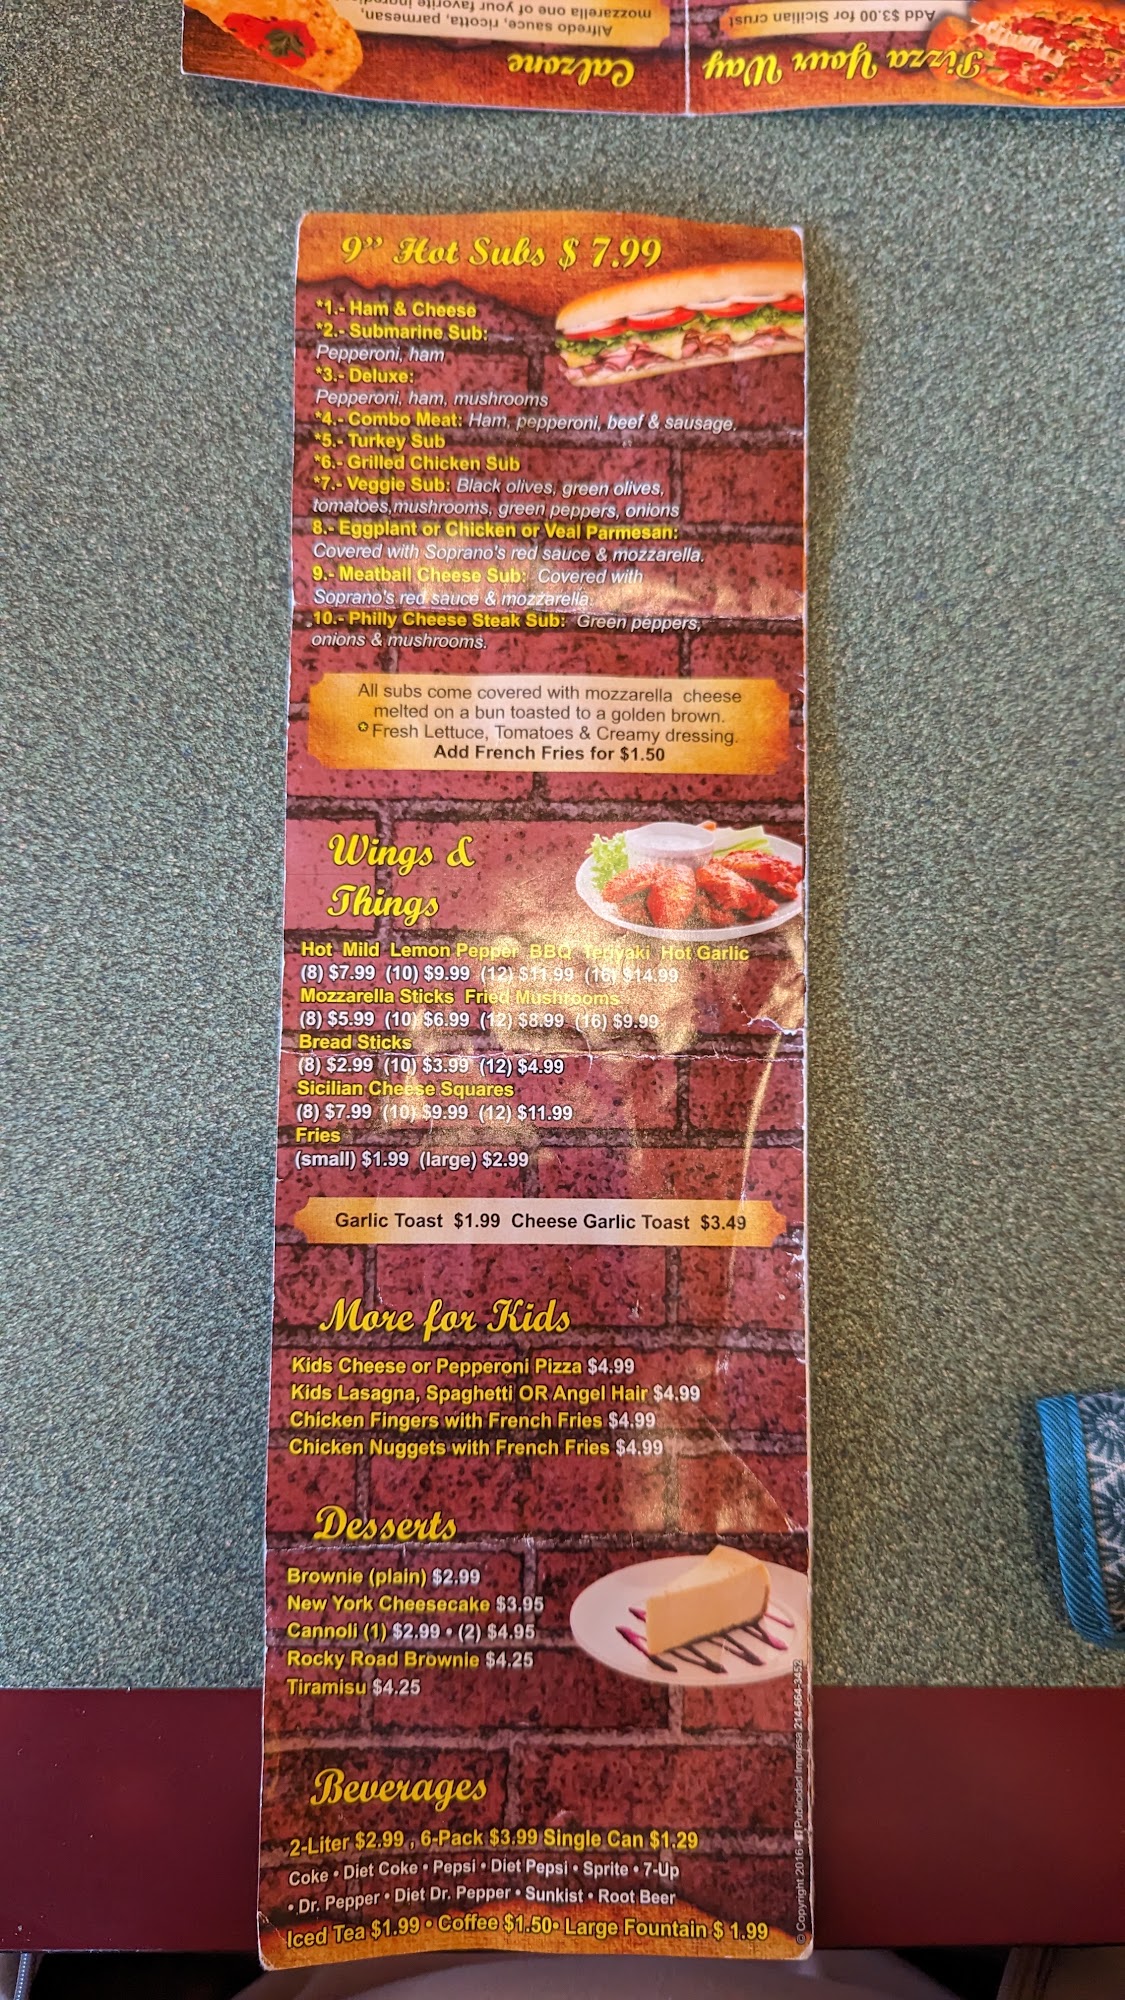 mozzarella one of your favorite
Alfredo sauce, ricotta, parmesan,
Calzone
Add $3.00 for Sicilian crust
Pizza Your Way
9” Hot Subs $ 7.99
*1.- Ham & Cheese
*2.- Submarine Sub:
Pepperoni, ham
*3.- Deluxe:
Pepperoni, ham, mushrooms
*4.- Combo Meat: Ham, pepperoni, beef & sausage.
*5.- Turkey Sub
*6.- Grilled Chicken Sub
*7.- Veggie Sub: Black olives, green olives,
tomatoes,mushrooms, green peppers, onions
8.- Eggplant or Chicken or Veal Parmesan:
Covered with Soprano's red sauce & mozzarella.
9.- Meatball Cheese Sub: Covered with
Soprano's red sauce & mozzarella.
10.- Philly Cheese Steak Sub: Green peppers,
onions & mushrooms.
All subs come covered with mozzarella cheese
melted on a bun toasted to a golden brown.
✪ Fresh Lettuce, Tomatoes & Creamy dressing.
Add French Fries for $1.50
Wings &
Things
Hot Mild Lemon Pepper BBQ Teriyaki Hot Garlic
(8) $7.99 (10) $9.99 (12) $11.99 (16) $14.99
Mozzarella Sticks Fried Mushrooms
(8) $5.99 (10) $6.99 (12) $8.99 (16) $9.99
Bread Sticks
(8) $2.99 (10) $3.99 (12) $4.99
Sicilian Cheese Squares
(8) $7.99 (10) $9.99 (12) $11.99
Fries
(small) $1.99 (large) $2.99
Garlic Toast $1.99 Cheese Garlic Toast $3.49
More for Kids
Kids Cheese or Pepperoni Pizza $4.99
Kids Lasagna, Spaghetti OR Angel Hair $4.99
Chicken Fingers with French Fries $4.99
Chicken Nuggets with French Fries $4.99
Desserts
Brownie (plain) $2.99
New York Cheesecake $3.95
Cannoli (1) $2.99 • (2) $4.95
Rocky Road Brownie $4.25
Tiramisu $4.25
Beverages
2-Liter $2.99 , 6-Pack $3.99 Single Can $1.29
Coke • Diet Coke • Pepsi • Diet Pepsi • Sprite • 7-Up
• Dr. Pepper • Diet Dr. Pepper • Sunkist • Root Beer
Iced Tea $1.99 • Coffee $1.50• Large Fountain $ 1.99
© Copyright 2016 • Publicidad Impresa 214-664-3452